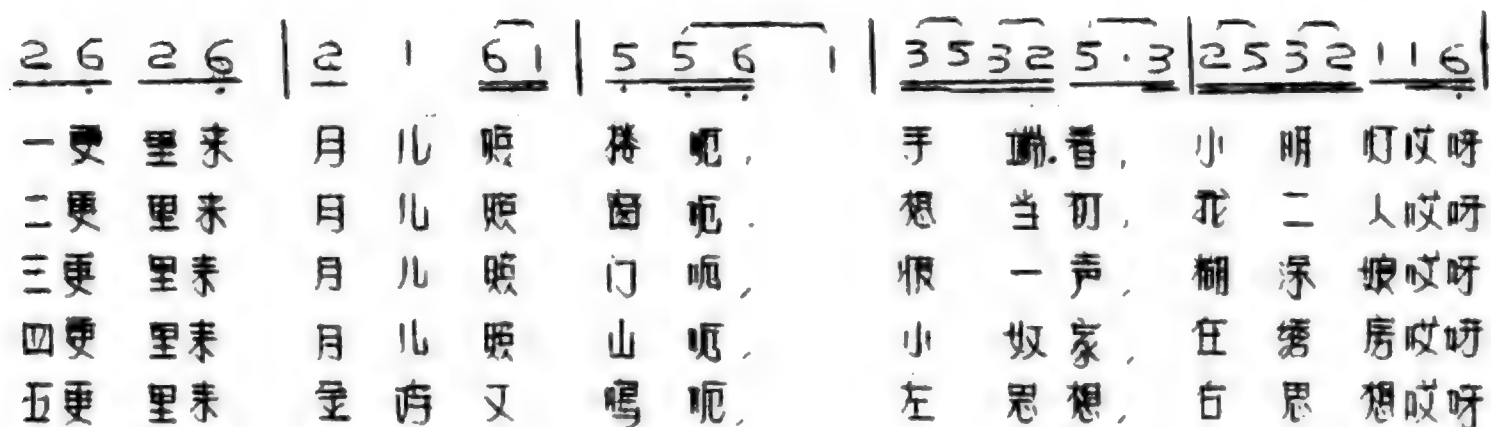 2 6 2 6 | 2 1 6 1 | 5 5 6 1 | 3 5 3 2 5 · 3 | 2 5 3 2 1 1 6 |
一更 里来 月 儿 照 楼 呃, 手 着, 小 明 灯哎呀
二更 里来 月 儿 照 窗 呃. 想 当初, 我 二 人哎呀
三更 里来 月 儿 照 门 呃, 恨 一声, 糊 涂 娘哎呀
四更 里来 月 儿 照 山 呃, 小 奴家, 在 绣 房哎呀
五更 里来 金 又 鸣 呃, 左 思想, 右 思 想哎呀